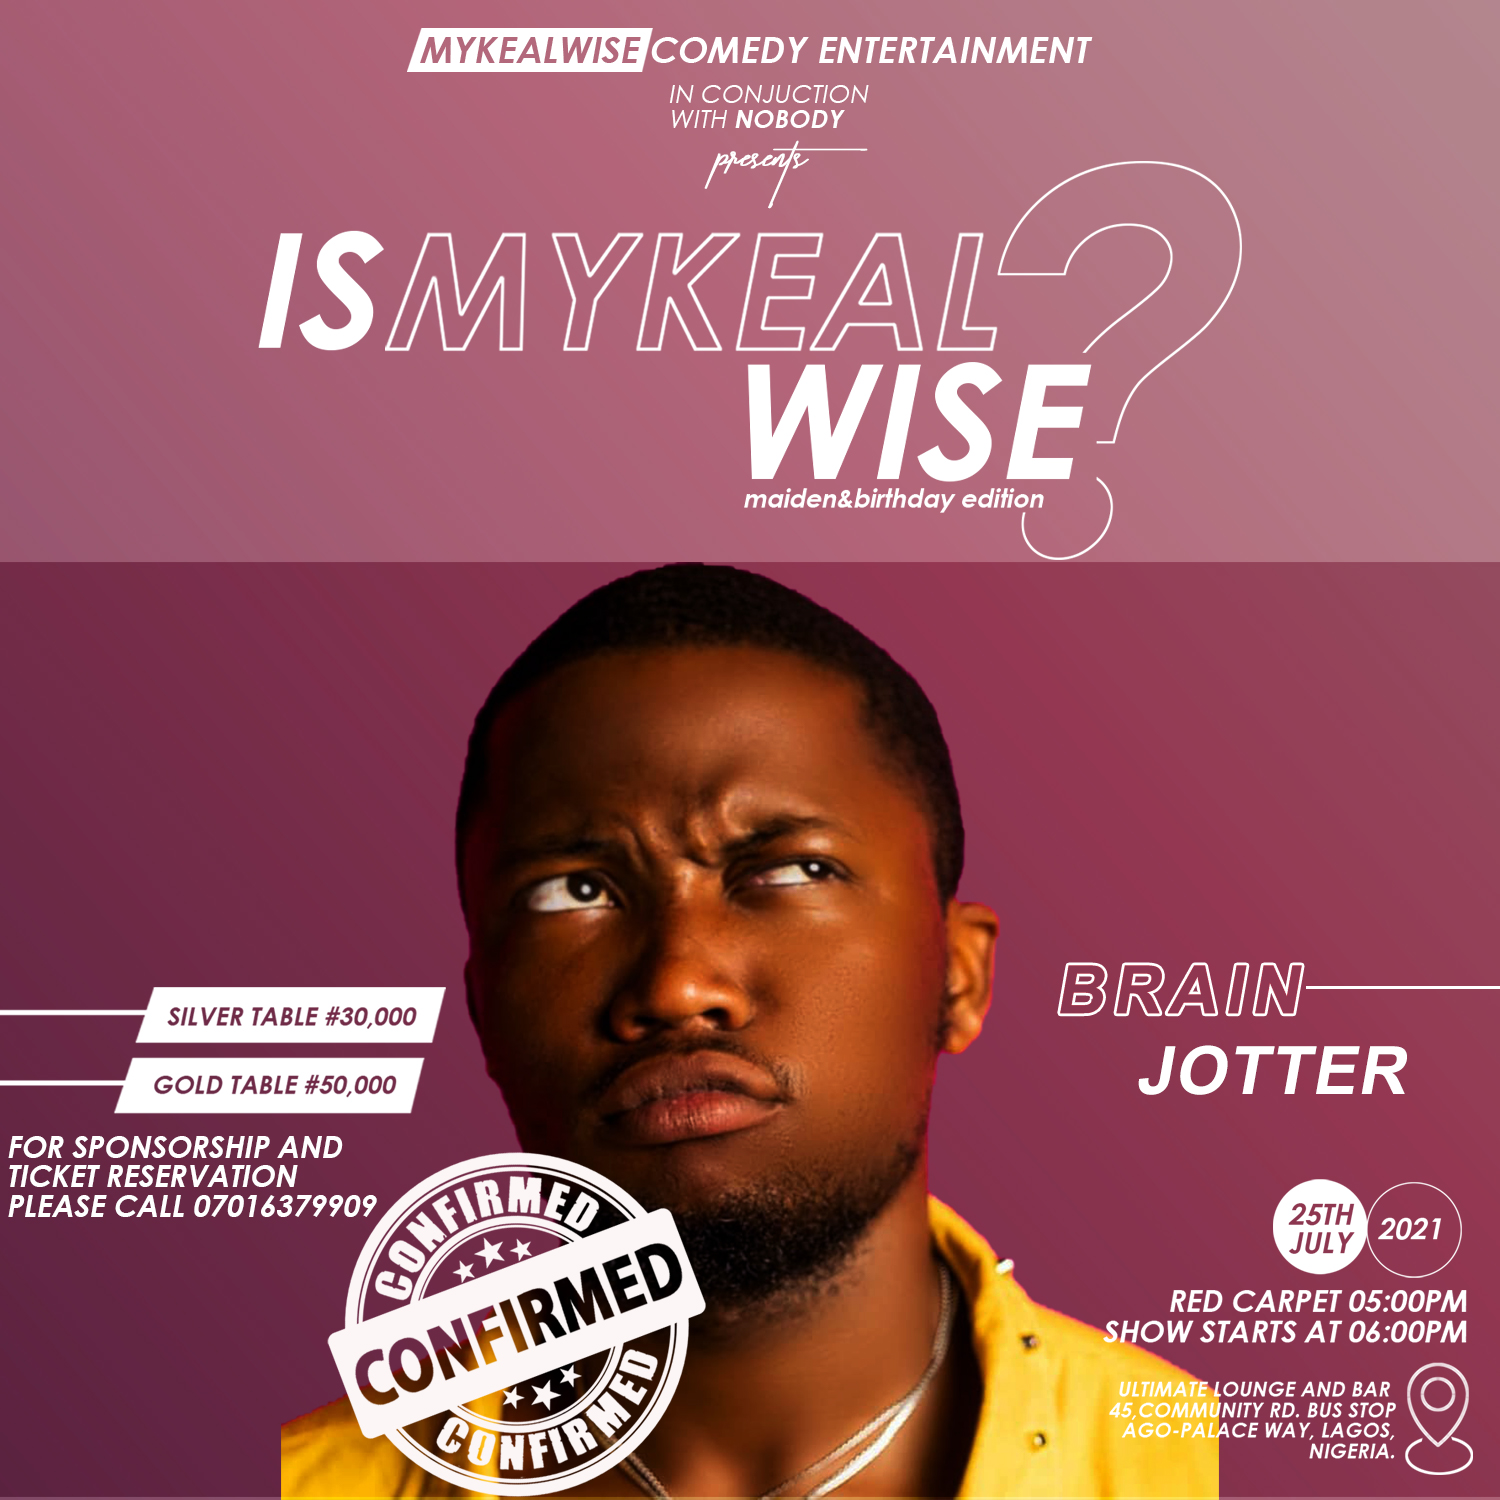 MYKEALWISE COMEDY ENTERTAINMENT
IN CONJUCTION
WITH NOBODY
presents
IS MYKEAL
WISE?
maiden&birthday edition
BRAIN
JOTTER
SILVER TABLE #30,000
GOLD TABLE #50,000
FOR SPONSORSHIP AND
TICKET RESERVATION
PLEASE CALL 07016379909
CONFIRMED
CONFIRMED
CONFIRMED
25TH
JULY
2021
RED CARPET 05:00PM
SHOW STARTS AT 06:00PM
ULTIMATE LOUNGE AND BAR
45,COMMUNITY RD. BUS STOP
AGO-PALACE WAY, LAGOS,
NIGERIA.